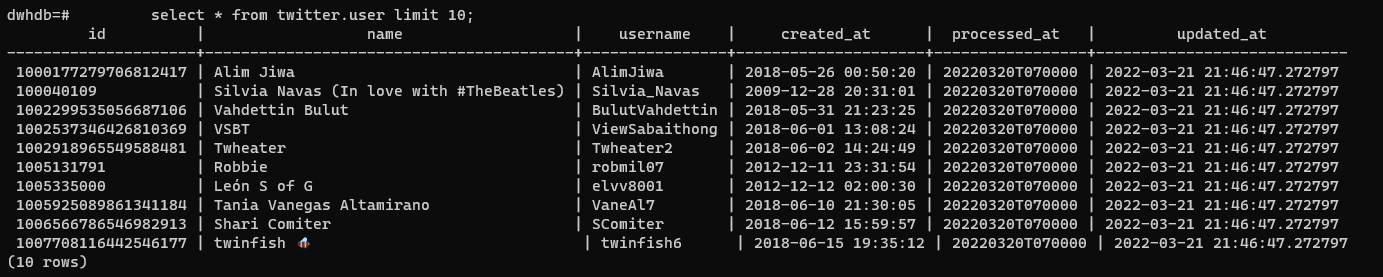 dwhdb=#         select * from twitter.user limit 10;
         id          |                  name                   |    username    |     created_at      |  processed_at   |         updated_at
---------------------+-----------------------------------------+----------------+---------------------+-----------------+----------------------------
 1000177279706812417 | Alim Jiwa                               | AlimJiwa       | 2018-05-26 00:50:20 | 20220320T070000 | 2022-03-21 21:46:47.272797
 100040109           | Silvia Navas (In love with #TheBeatles) | Silvia_Navas   | 2009-12-28 20:31:01 | 20220320T070000 | 2022-03-21 21:46:47.272797
 1002299535056687106 | Vahdettin Bulut                         | BulutVahdettin | 2018-05-31 21:23:25 | 20220320T070000 | 2022-03-21 21:46:47.272797
 1002537346426810369 | VSBT                                    | ViewSabaithong | 2018-06-01 13:08:24 | 20220320T070000 | 2022-03-21 21:46:47.272797
 1002918965549588481 | Twheater                                | Twheater2      | 2018-06-02 14:24:49 | 20220320T070000 | 2022-03-21 21:46:47.272797
 1005131791          | Robbie                                  | robmil07       | 2012-12-11 23:31:54 | 20220320T070000 | 2022-03-21 21:46:47.272797
 1005335000          | León S of G                             | elvv8001       | 2012-12-12 02:00:30 | 20220320T070000 | 2022-03-21 21:46:47.272797
 1005925089861341184 | Tania Vanegas Altamirano                | VaneAl7        | 2018-06-10 21:30:05 | 20220320T070000 | 2022-03-21 21:46:47.272797
 1006566786546982913 | Shari Comiter                           | SComiter       | 2018-06-12 15:59:57 | 20220320T070000 | 2022-03-21 21:46:47.272797
 1007708116442546177 | twinfish 🐝                              | twinfish6      | 2018-06-15 19:35:12 | 20220320T070000 | 2022-03-21 21:46:47.272797
(10 rows)